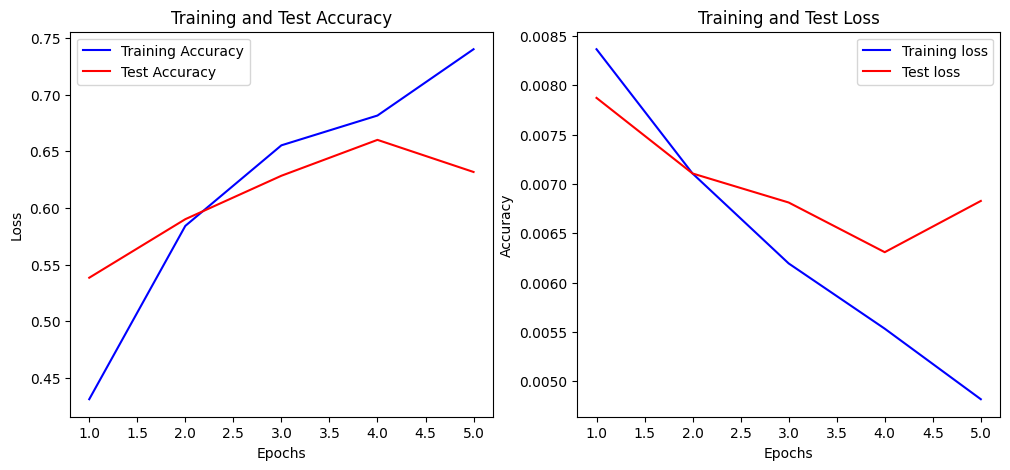 Training and Test Accuracy
Training Accuracy
Test Accuracy
0.75
0.70
0.65
0.60
0.55
0.50
0.45
Loss
1.0 1.5 2.0 2.5 3.0 3.5 4.0 4.5 5.0
Epochs
Training and Test Loss
Training loss
Test loss
0.0085
0.0080
0.0075
0.0070
0.0065
0.0060
0.0055
0.0050
Accuracy
1.0 1.5 2.0 2.5 3.0 3.5 4.0 4.5 5.0
Epochs